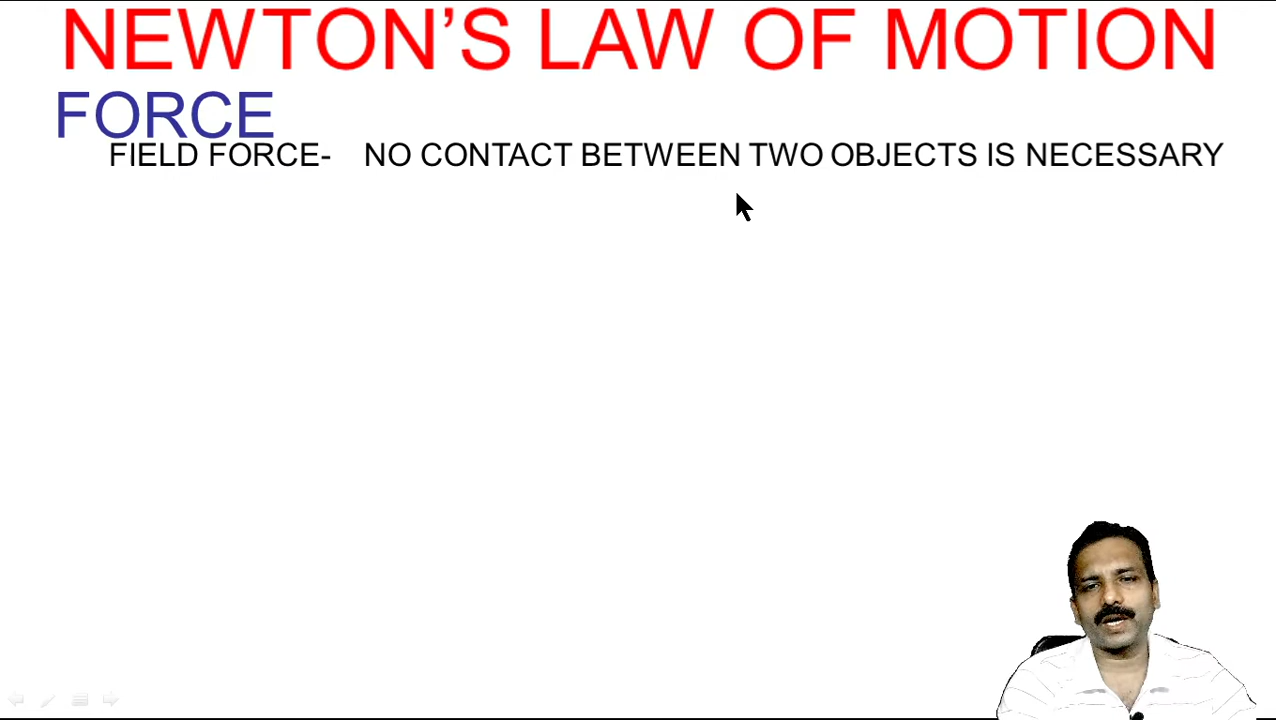 NEWTON’S LAW OF MOTION
FORCE
FIELD FORCE- NO CONTACT BETWEEN TWO OBJECTS IS NECESSARY